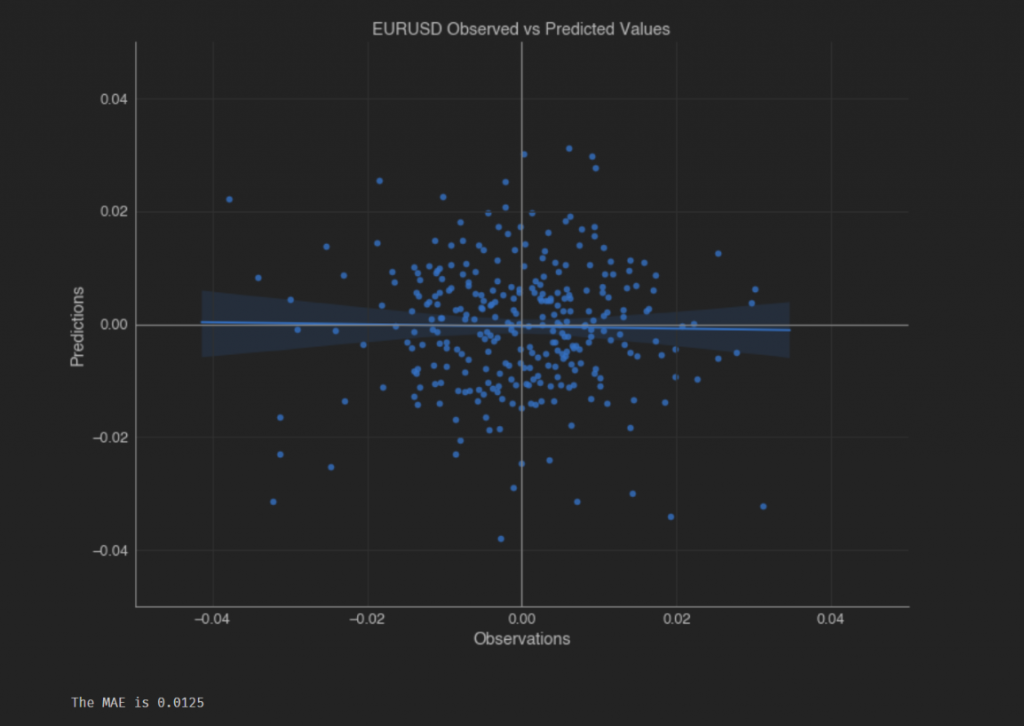 EURUSD Observed vs Predicted Values
0.04
0.02
0.00
−0.02
−0.04
Predictions
−0.04 −0.02 0.00 0.02 0.04
Observations
The MAE is 0.0125